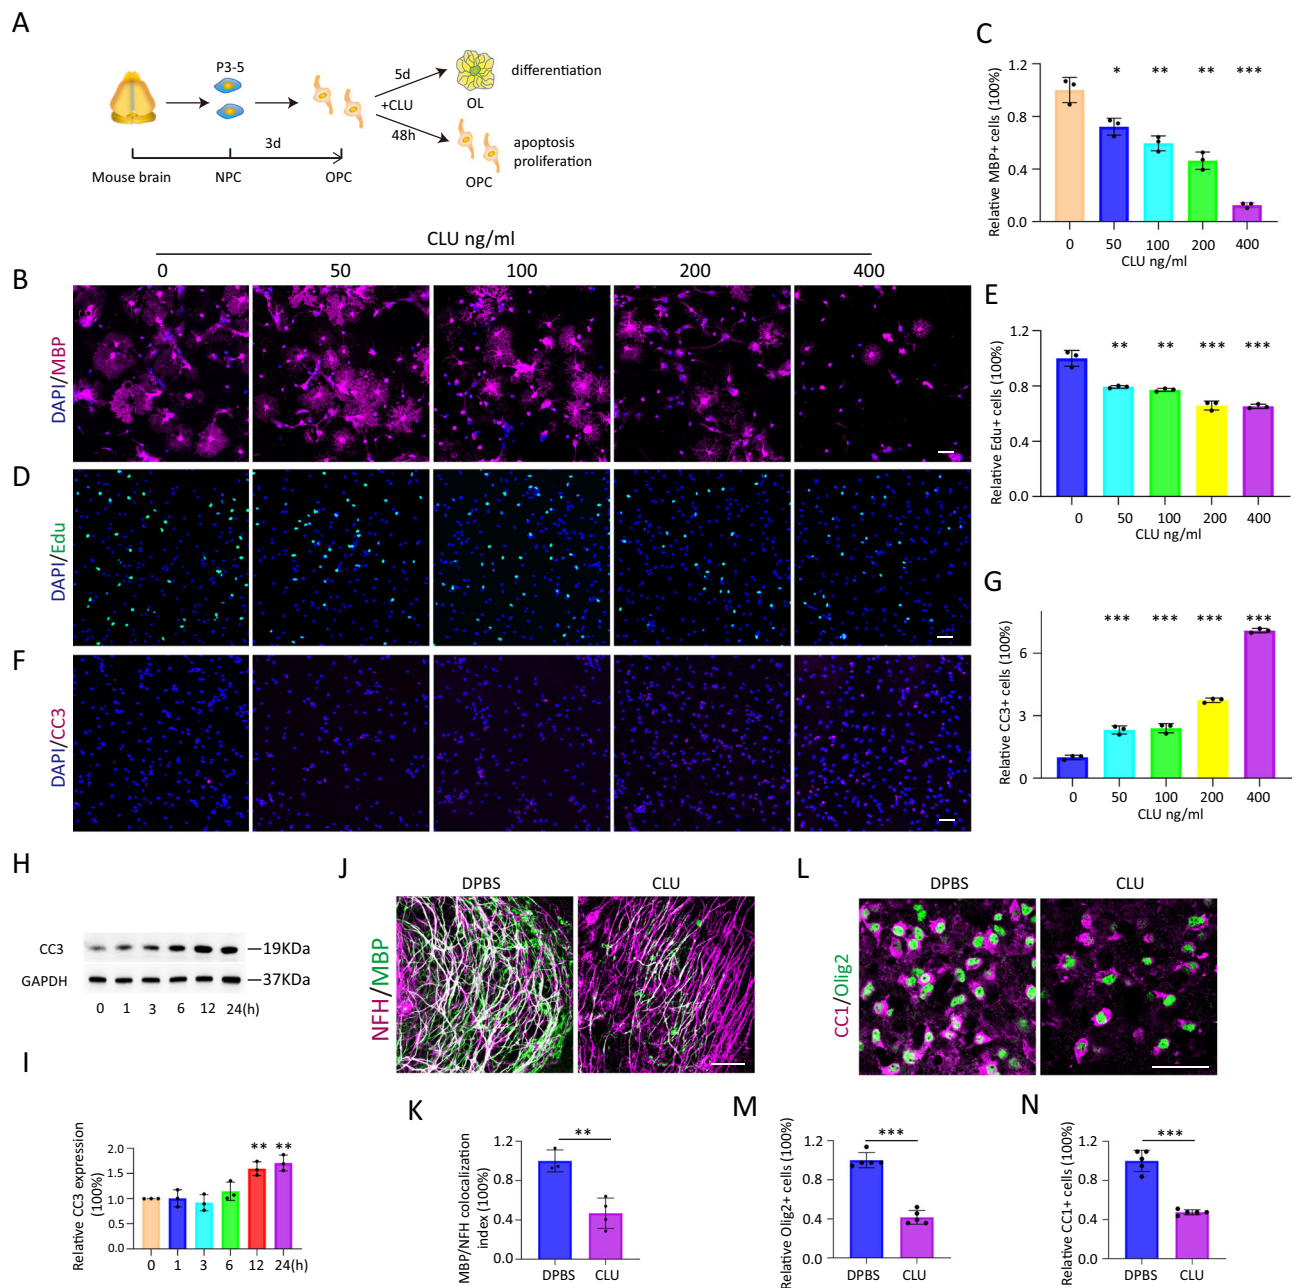 A
P3-5
5d
+CLU
48h
OL
differentiation
apoptosis
proliferation
3d
Mouse brain
NPC
OPC
OPC
C
Relative MBP+ cells (100%)
1.2
0.8
0.4
0.0
* ** ** ***
0 50 100 200 400
CLU ng/ml
CLU ng/ml
0 50 100 200 400
B
DAPI/MBP
D
DAPI/Edu
F
DAPI/CC3
E
Relative Edu+ cells (100%)
1.2
0.8
0.4
0.0
** ** *** ***
0 50 100 200 400
CLU ng/ml
G
Relative CC3+ cells (100%)
6
3
0
*** *** *** ***
0 50 100 200 400
CLU ng/ml
H
CC3 —19KDa
GAPDH —37KDa
0 1 3 6 12 24(h)
I
Relative CC3 expression
(100%)
2.0
1.5
1.0
0.5
0.0
** **
0 1 3 6 12 24(h)
J
DPBS CLU
NFH/MBP
K
MBP/NFH colocalization
index (100%)
1.2
0.8
0.4
0.0
**
DPBS CLU
L
DPBS CLU
CC1/Olig2
M
Relative Olig2+ cells (100%)
1.2
0.8
0.4
0.0
***
DPBS CLU
N
Relative CC1+ cells (100%)
1.2
0.8
0.4
0.0
***
DPBS CLU